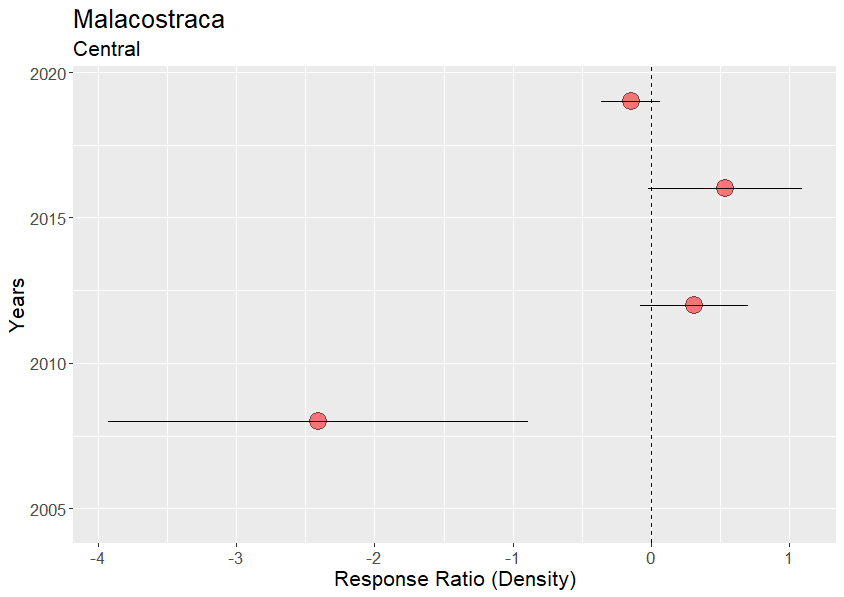 Malacostraca
Central
2020
2015
2010
2005
Years
-4 -3 -2 -1 0 1
Response Ratio (Density)